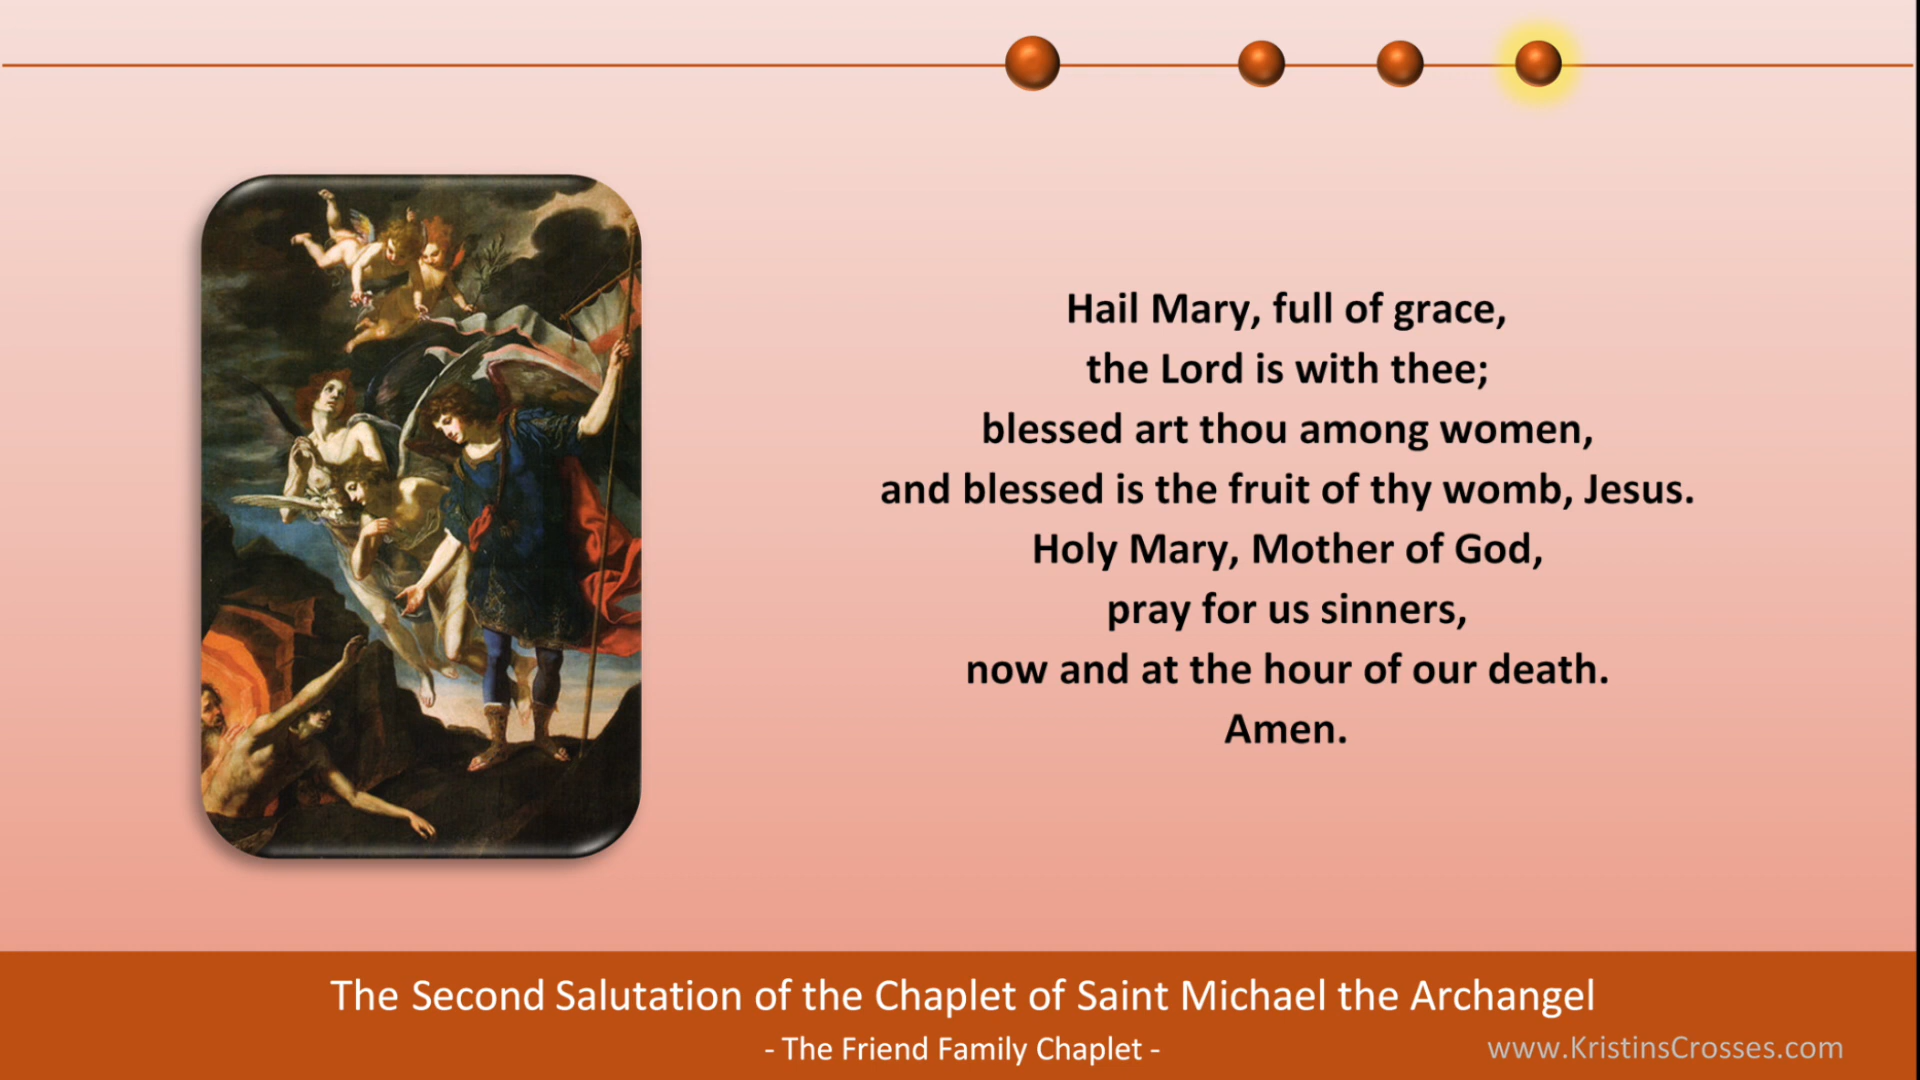 Hail Mary, full of grace,
the Lord is with thee;
blessed art thou among women,
and blessed is the fruit of thy womb, Jesus.
Holy Mary, Mother of God,
pray for us sinners,
now and at the hour of our death.
Amen.
The Second Salutation of the Chaplet of Saint Michael the Archangel
- The Friend Family Chaplet -
www.KristinsCrosses.com